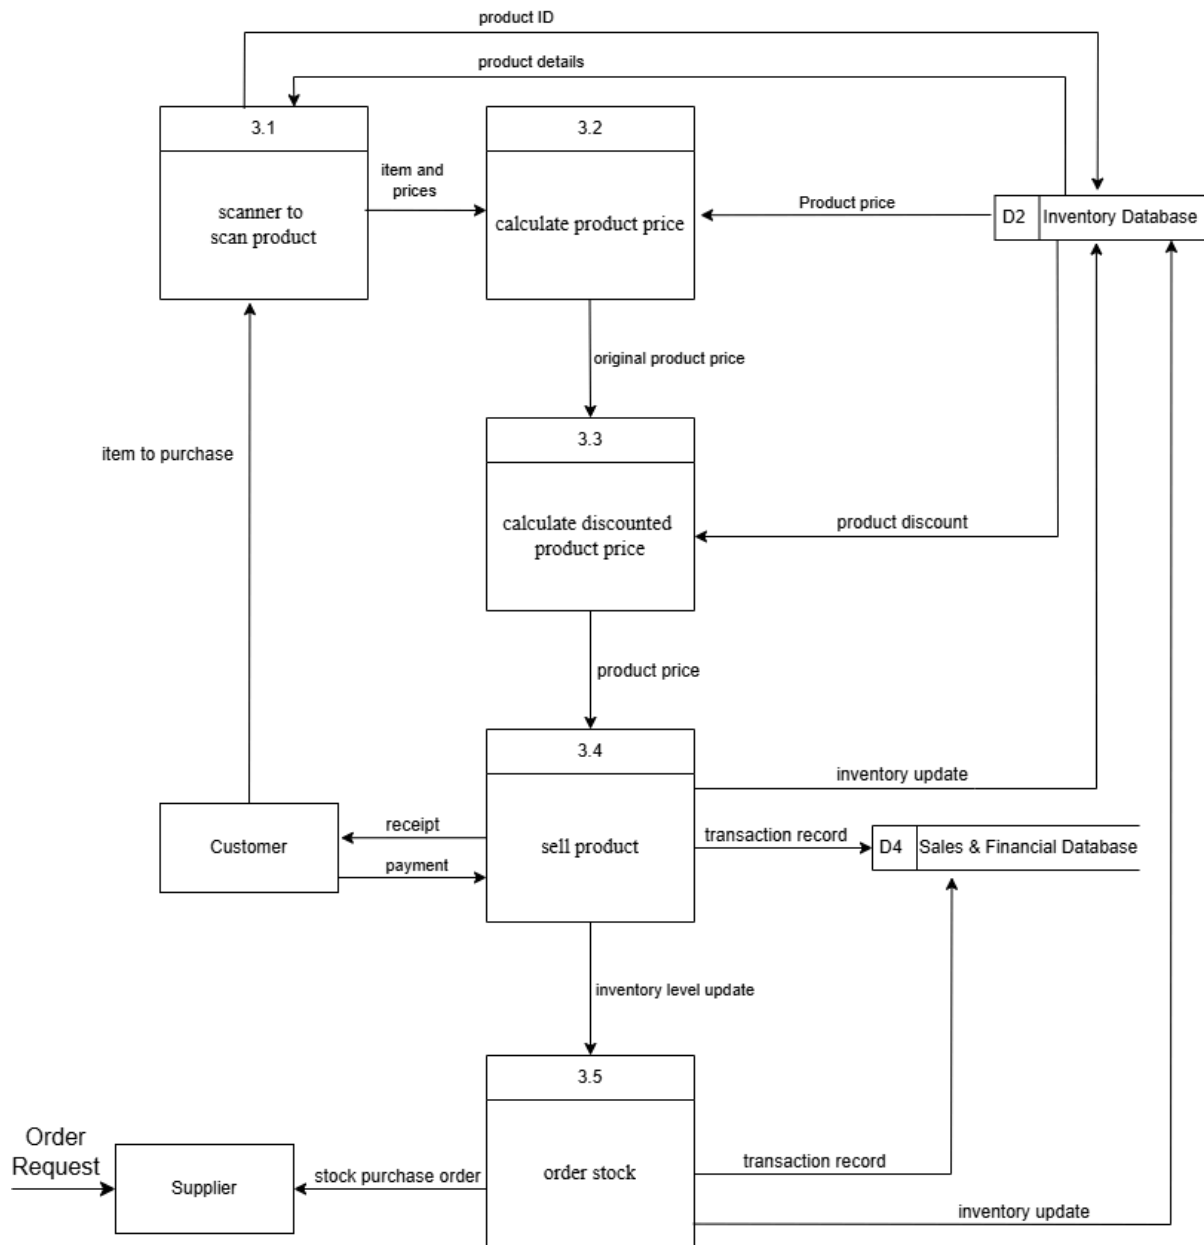 product ID
product details
3.1
3.2
item and
prices
scanner to
scan product
calculate product price
Product price
D2
Inventory Database
original product price
3.3
item to purchase
calculate discounted
product price
product discount
product price
3.4
inventory update
receipt
Customer
payment
sell product
transaction record
D4
Sales & Financial Database
inventory level update
3.5
Order
Request
Supplier
stock purchase order
order stock
transaction record
inventory update